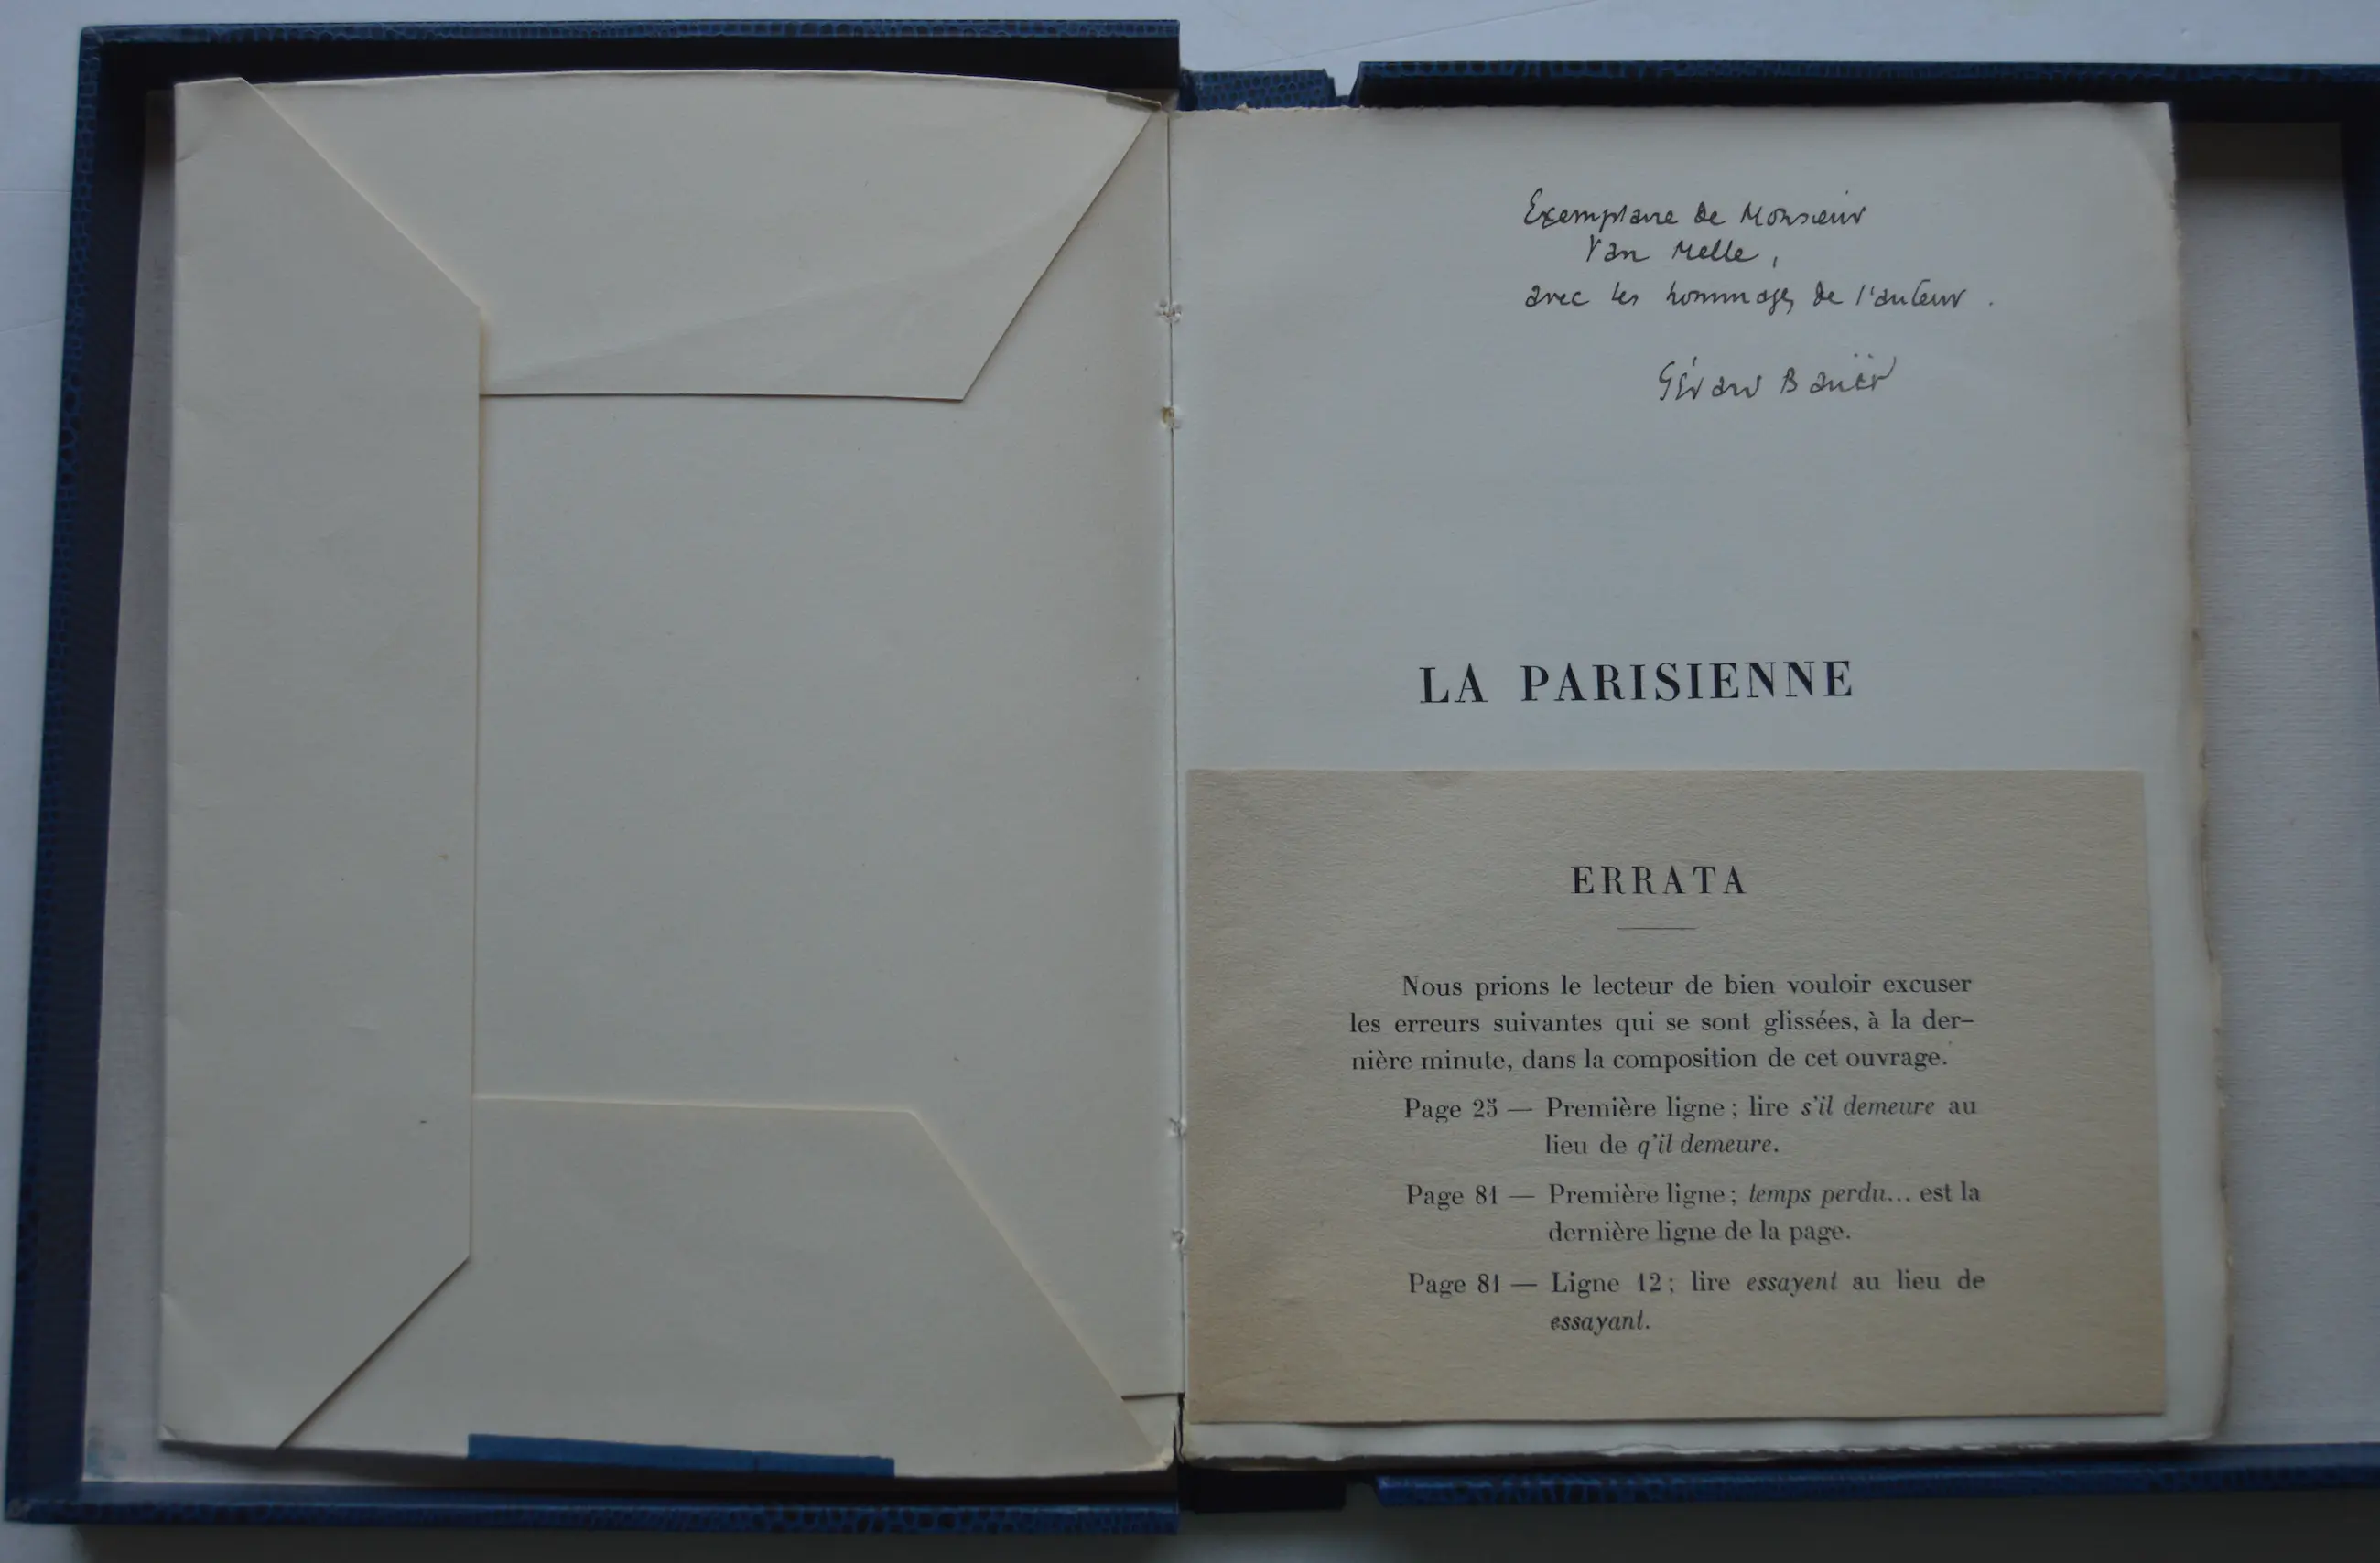 Exemplaire de Monsieur
Van Melle,
avec les hommages de l'auteur.
Gérard Bauër
LA PARISIENNE
ERRATA
Nous prions le lecteur de bien vouloir excuser
les erreurs suivantes qui se sont glissées, à la der-
nière minute, dans la composition de cet ouvrage.
Page 25 — Première ligne ; lire s'il demeure au
lieu de q'il demeure.
Page 81 — Première ligne ; temps perdu... est la
dernière ligne de la page.
Page 81 — Ligne 12 ; lire essayent au lieu de
essayant.